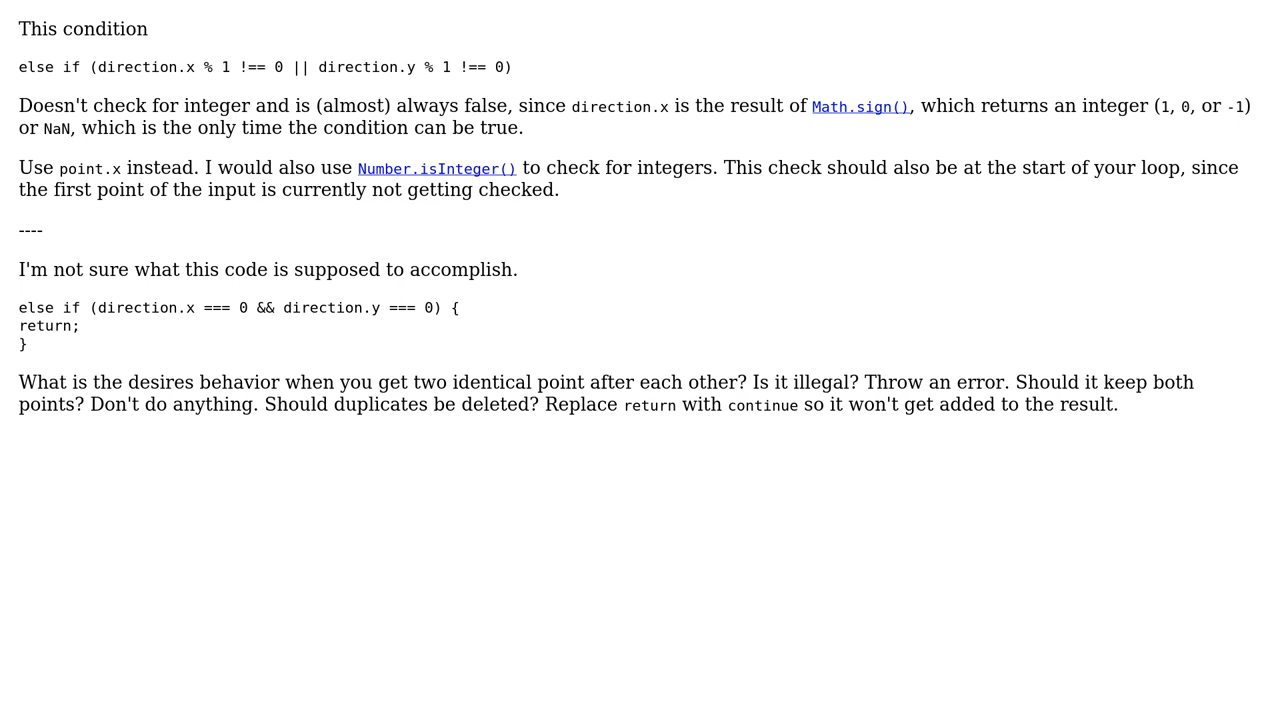 This condition
else if (direction.x % 1 !== 0 || direction.y % 1 !== 0)
Doesn't check for integer and is (almost) always false, since direction.x is the result of Math.sign(), which returns an integer (1, 0, or -1)
or NaN, which is the only time the condition can be true.
Use point.x instead. I would also use Number.isInteger() to check for integers. This check should also be at the start of your loop, since
the first point of the input is currently not getting checked.
----
I'm not sure what this code is supposed to accomplish.
else if (direction.x === 0 && direction.y === 0) {
return;
}
What is the desires behavior when you get two identical point after each other? Is it illegal? Throw an error. Should it keep both
points? Don't do anything. Should duplicates be deleted? Replace return with continue so it won't get added to the result.